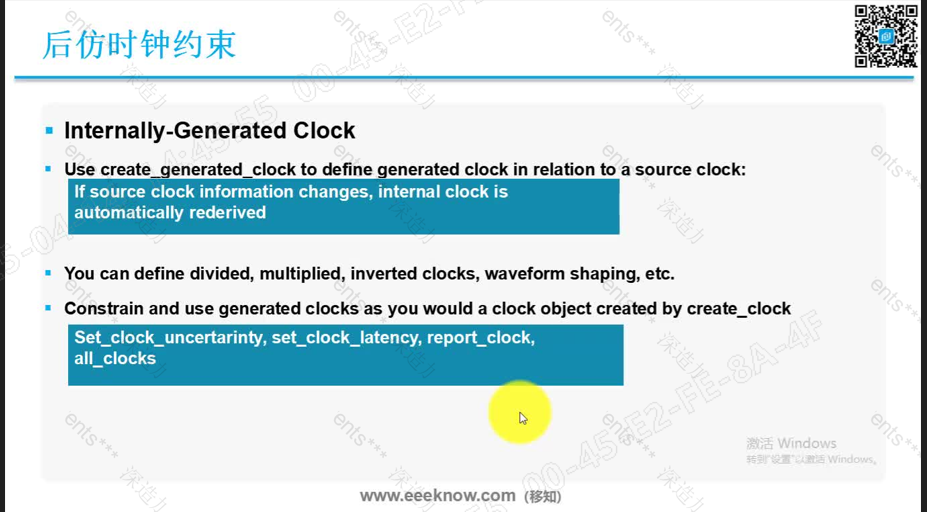 后仿时钟约束
Internally-Generated Clock
Use create_generated_clock to define generated clock in relation to a source clock:
If source clock information changes, internal clock is
automatically rederived
You can define divided, multiplied, inverted clocks, waveform shaping, etc.
Constrain and use generated clocks as you would a clock object created by create_clock
Set_clock_uncertarinty, set_clock_latency, report_clock,
all_clocks
激活 Windows
转到"设置"以激活 Windows。
www.eeeknow.com（移知）